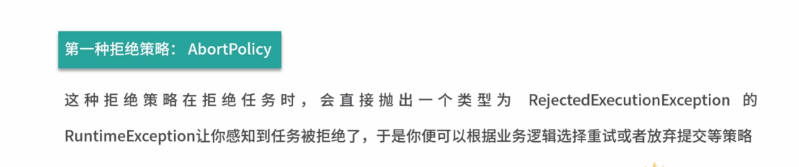 第一种拒绝策略： AbortPolicy
这种拒绝策略在拒绝任务时，会直接抛出一个类型为 RejectedExecutionException 的
RuntimeException让你感知到任务被拒绝了，于是你便可以根据业务逻辑选择重试或者放弃提交等策略